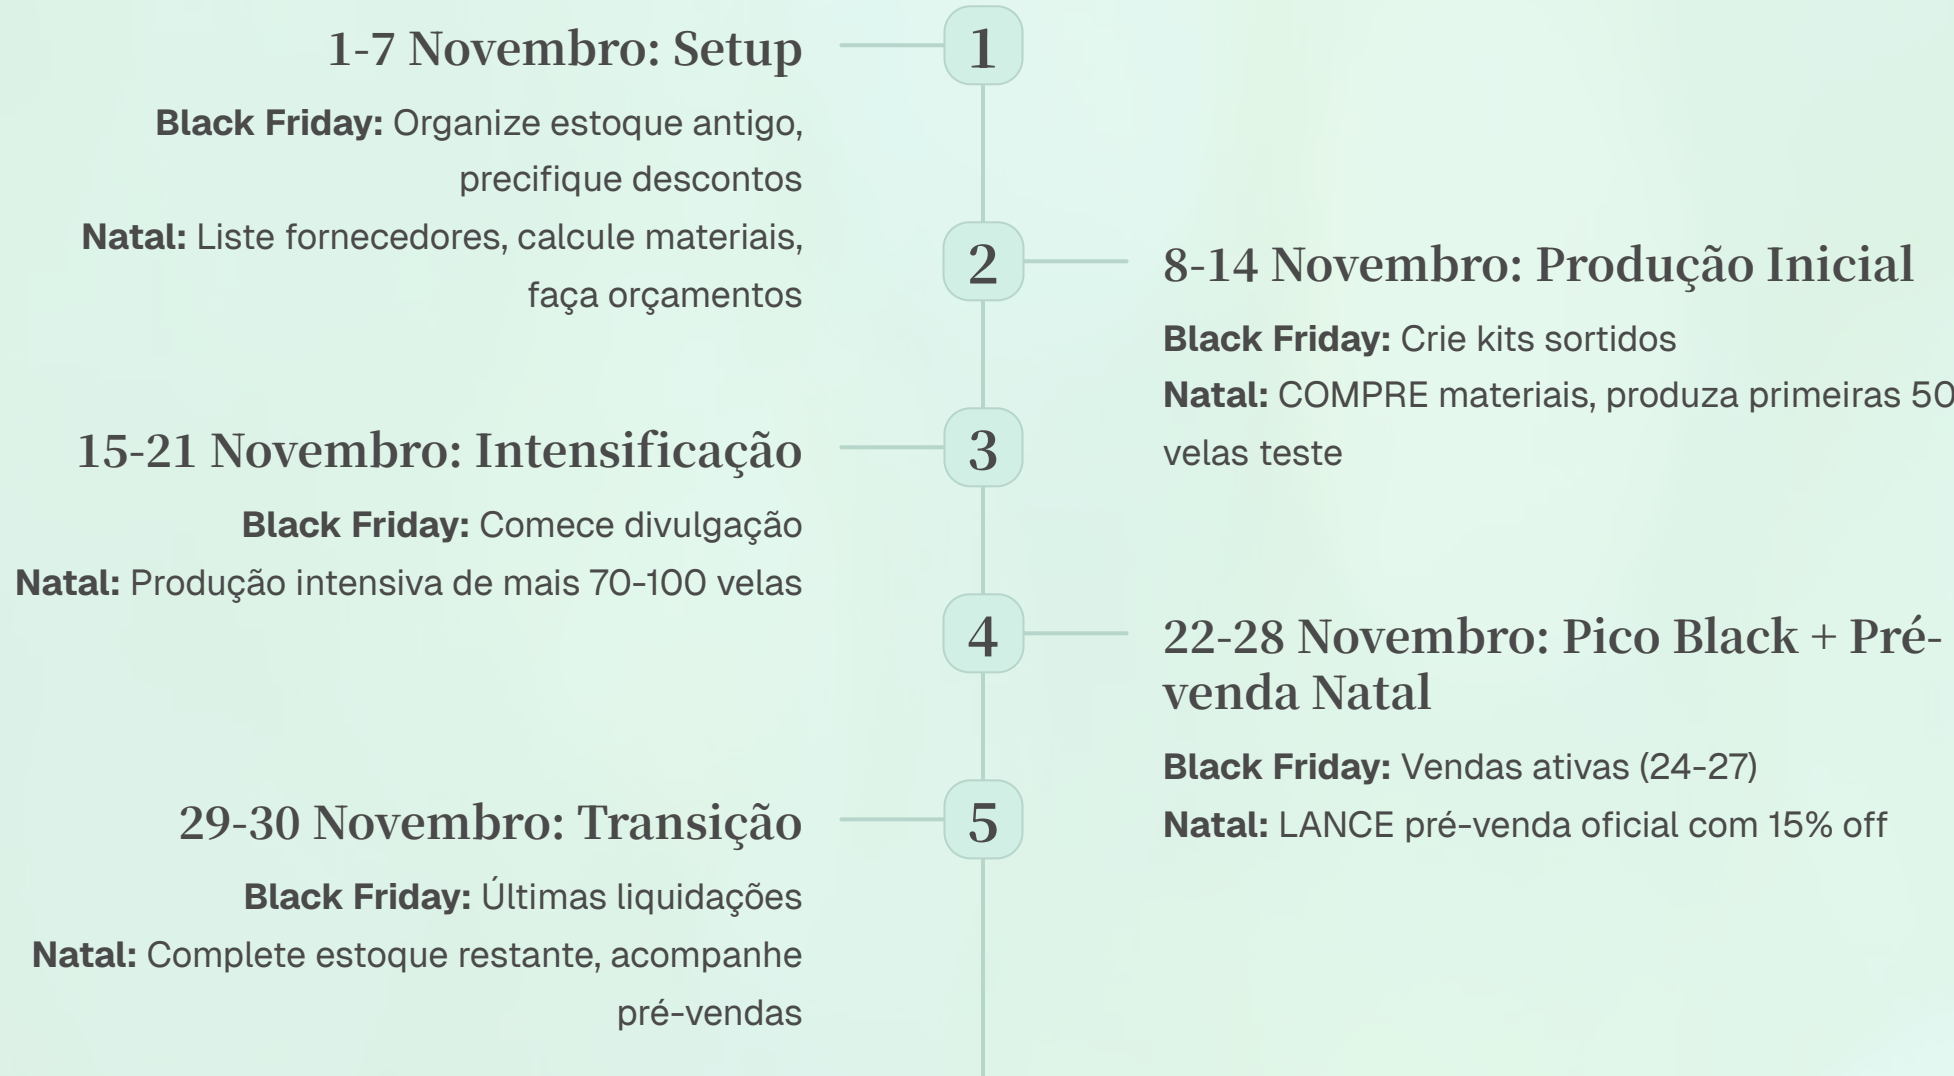 1
1-7 Novembro: Setup
Black Friday: Organize estoque antigo,
precifique descontos
Natal: Liste fornecedores, calcule materiais,
faça orçamentos
2
8-14 Novembro: Produção Inicial
Black Friday: Crie kits sortidos
Natal: COMPRE materiais, produza primeiras 50
velas teste
3
15-21 Novembro: Intensificação
Black Friday: Comece divulgação
Natal: Produção intensiva de mais 70-100 velas
4
22-28 Novembro: Pico Black + Pré-
venda Natal
Black Friday: Vendas ativas (24-27)
Natal: LANCE pré-venda oficial com 15% off
5
29-30 Novembro: Transição
Black Friday: Últimas liquidações
Natal: Complete estoque restante, acompanhe
pré-vendas